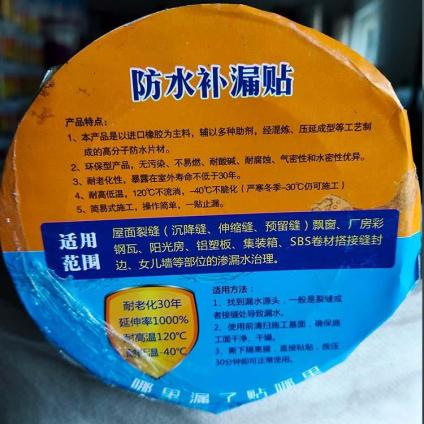 防水补漏贴
产品特点：
1、本产品是以进口橡胶为主料，辅以多种助剂，经混炼、压延成型等工艺制
成的高分子防水片材。
2、环保型产品，无污染、不易燃、耐酸碱、耐腐蚀，气密性和水密性优异。
3、耐老化性，暴露在室外寿命不低于30年。
4、耐高低温，120℃不流淌，-40℃不脆化（严寒冬季-30℃仍可施工）
5、简易式施工，操作简单，一贴止漏。
适用
范围
屋面裂缝（沉降缝、伸缩缝、预留缝）飘窗、厂房彩
钢瓦、阳光房、铝塑板、集装箱、SBS卷材搭接缝封
边、女儿墙等部位的渗漏水治理。
耐老化30年
延伸率1000%
耐高温120℃
耐低温-40℃
适用方法：
1、找到漏水源头，一般是裂缝或
者接缝处导致漏水。
2、使用前清扫施工基面，确保施
工面干净、干燥。
3、撕下隔离膜，直接粘贴，按压
30分钟即可正常使用。
哪里漏了贴哪里